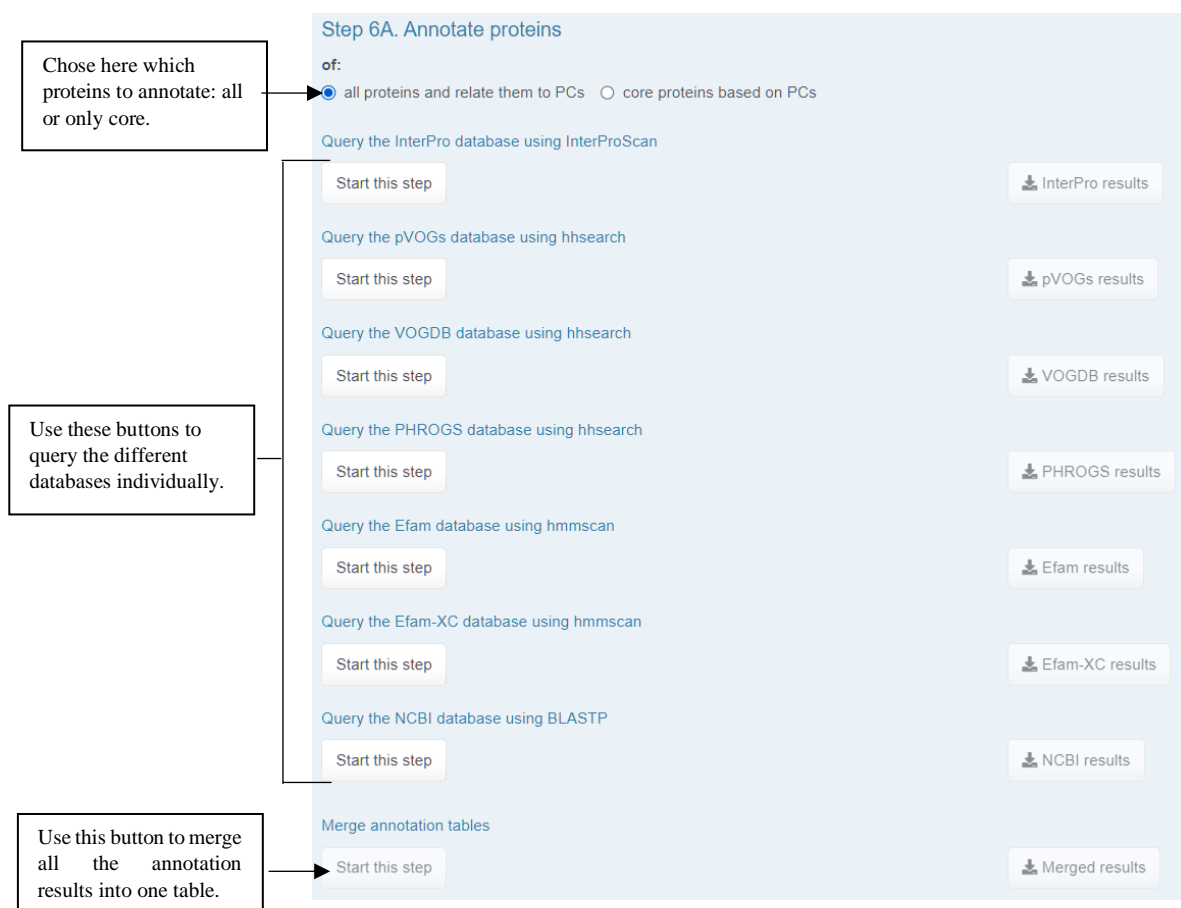 Step 6A. Annotate proteins
Chose here which
proteins to annotate: all
or only core.
of:
all proteins and relate them to PCs core proteins based on PCs
Query the InterPro database using InterProScan
Start this step InterPro results
Query the pVOGs database using hhsearch
Start this step pVOGs results
Query the VOGDB database using hhsearch
Start this step VOGDB results
Use these buttons to
query the different
databases individually.
Query the PHROGS database using hhsearch
Start this step PHROGS results
Query the Efam database using hmmscan
Start this step Efam results
Query the Efam-XC database using hmmscan
Start this step Efam-XC results
Query the NCBI database using BLASTP
Start this step NCBI results
Use this button to merge
all the annotation
results into one table.
Merge annotation tables
Start this step Merged results